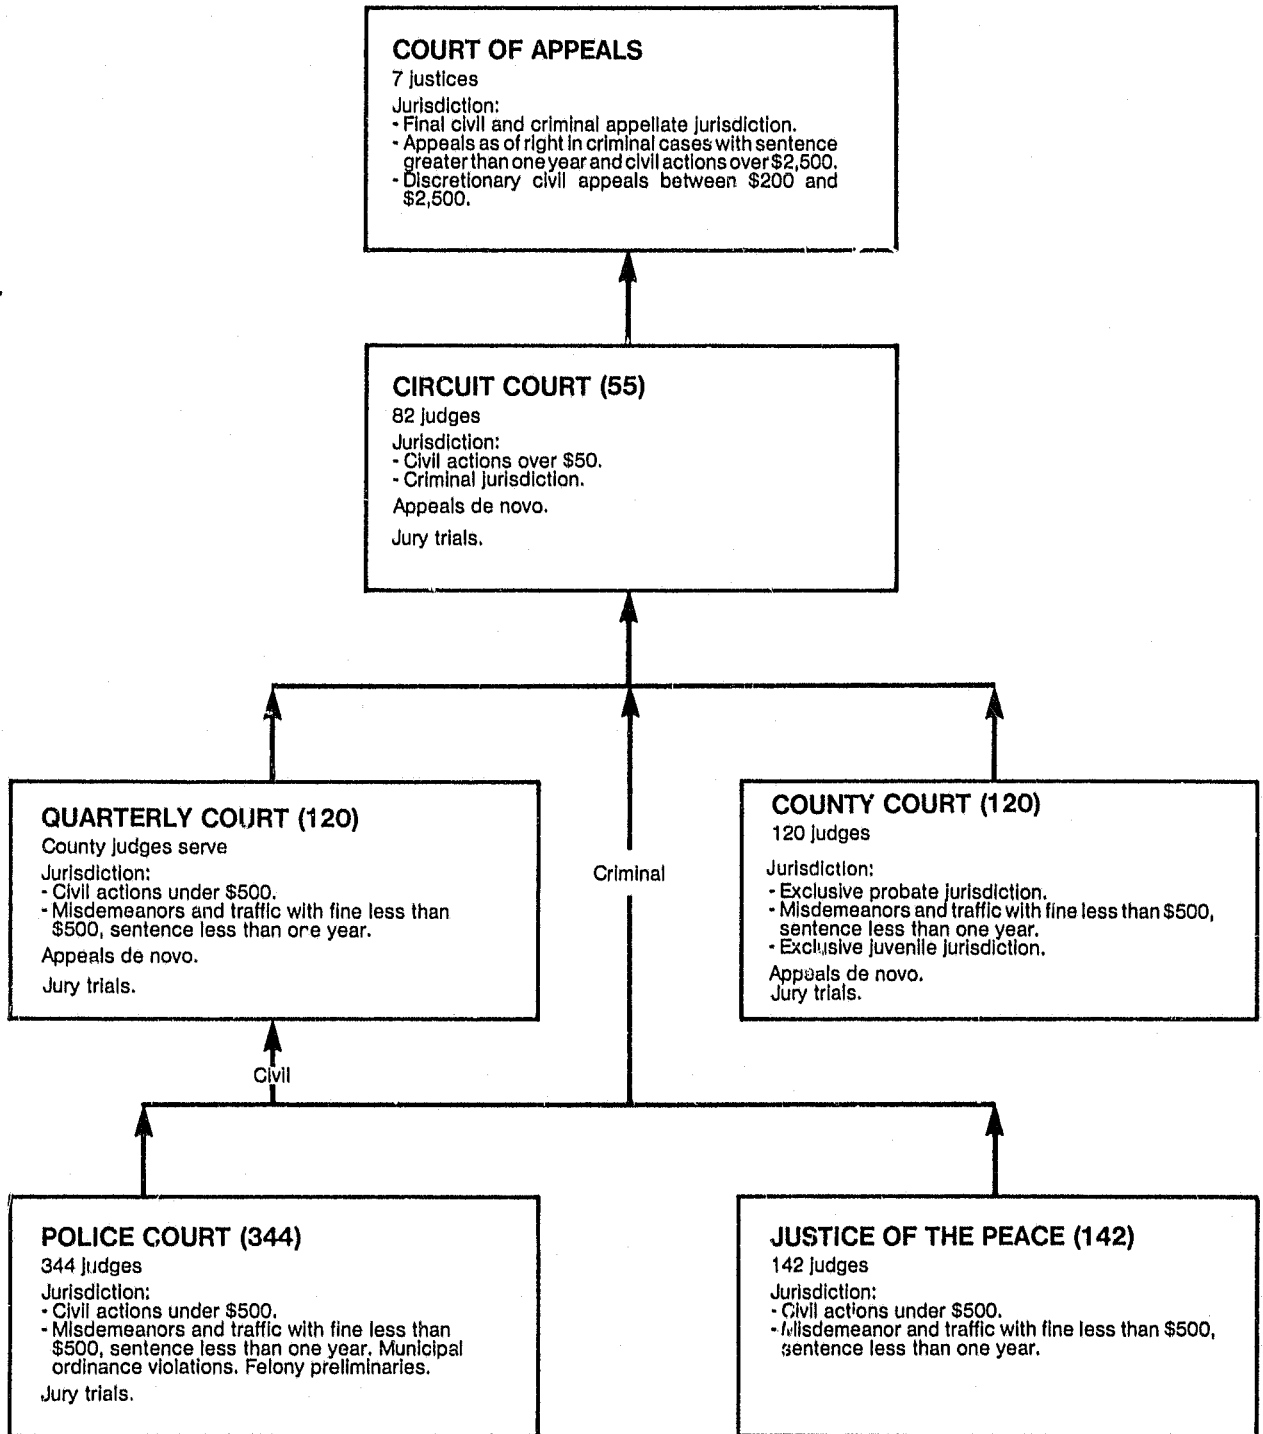 COURT OF APPEALS
7 justices
Jurisdiction:
- Final civil and criminal appellate jurisdiction.
- Appeals as of right in criminal cases with sentence
greater than one year and civil actions over $2,500.
- Discretionary civil appeals between $200 and
$2,500.
CIRCUIT COURT (55)
82 judges
Jurisdiction:
- Civil actions over $50.
- Criminal jurisdiction.
Appeals de novo.
Jury trials.
QUARTERLY COURT (120)
County judges serve
Jurisdiction:
- Civil actions under $500.
- Misdemeanors and traffic with fine less than
$500, sentence less than one year.
Appeals de novo.
Jury trials.
Criminal
COUNTY COURT (120)
120 judges
Jurisdiction:
- Exclusive probate jurisdiction.
- Misdemeanors and traffic with fine less than $500,
sentence less than one year.
- Exclusive juvenile jurisdiction.
Appeals de novo.
Jury trials.
Civil
POLICE COURT (344)
344 judges
Jurisdiction:
- Civil actions under $500.
- Misdemeanors and traffic with fine less than
$500, sentence less than one year. Municipal
ordinance violations. Felony preliminaries.
Jury trials.
JUSTICE OF THE PEACE (142)
142 judges
Jurisdiction:
- Civil actions under $500.
- Misdemeanor and traffic with fine less than $500,
sentence less than one year.